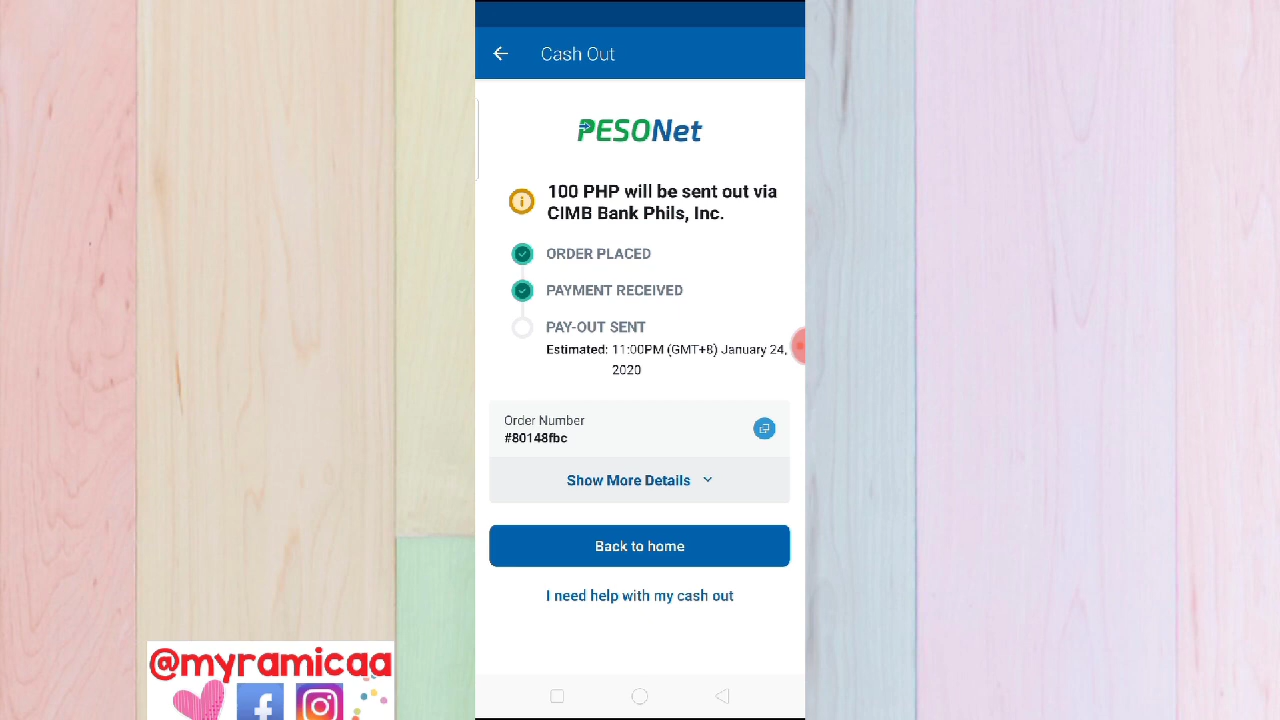 Cash Out
PESONet
100 PHP will be sent out via
CIMB Bank Phils, Inc.
ORDER PLACED
PAYMENT RECEIVED
PAY-OUT SENT
Estimated: 11:00PM (GMT+8) January 24,
2020
Order Number
#80148fbc
Show More Details
Back to home
I need help with my cash out
@myramicaa